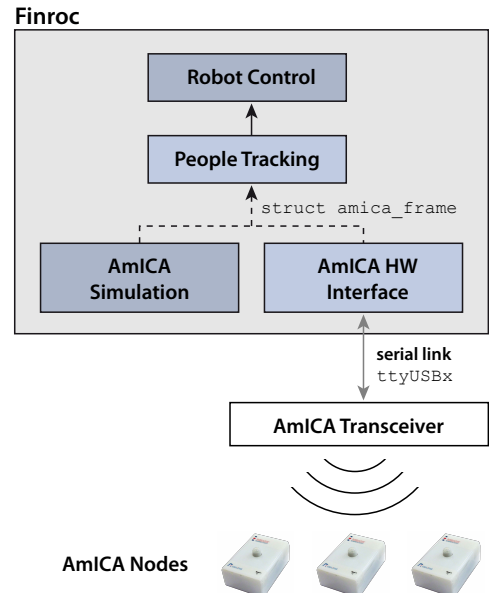 Finroc
Robot Control
People Tracking
struct amica_frame
AmICA
Simulation
AmICA HW
Interface
serial link
ttyUSBx
AmICA Transceiver
AmICA Nodes